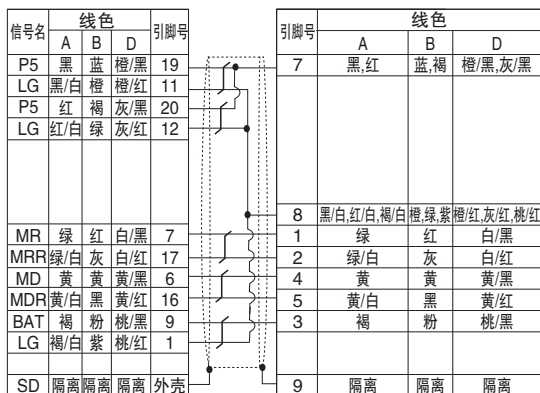 信号名 线色 引脚号 引脚号 线色
A B D A B D
P5 黑 蓝 橙/黑 19 7 黑,红 蓝,褐 橙/黑,灰/黑
LG 黑/白 橙 橙/红 11
P5 红 褐 灰/黑 20
LG 红/白 绿 灰/红 12
8 黑/白,红/白,褐/白 橙,绿,紫 橙/红,灰/红,桃/红
MR 绿 红 白/黑 7 1 绿 红 白/黑
MRR 绿/白 灰 白/红 17 2 绿/白 灰 白/红
MD 黄 黄 黄/黑 6 4 黄 黄 黄/黑
MDR 黄/白 黑 黄/红 16 5 黄/白 黑 黄/红
BAT 褐 粉 桃/黑 9 3 褐 粉 桃/黑
LG 褐/白 紫 桃/红 1
SD 隔离 隔离 隔离 外壳 9 隔离 隔离 隔离